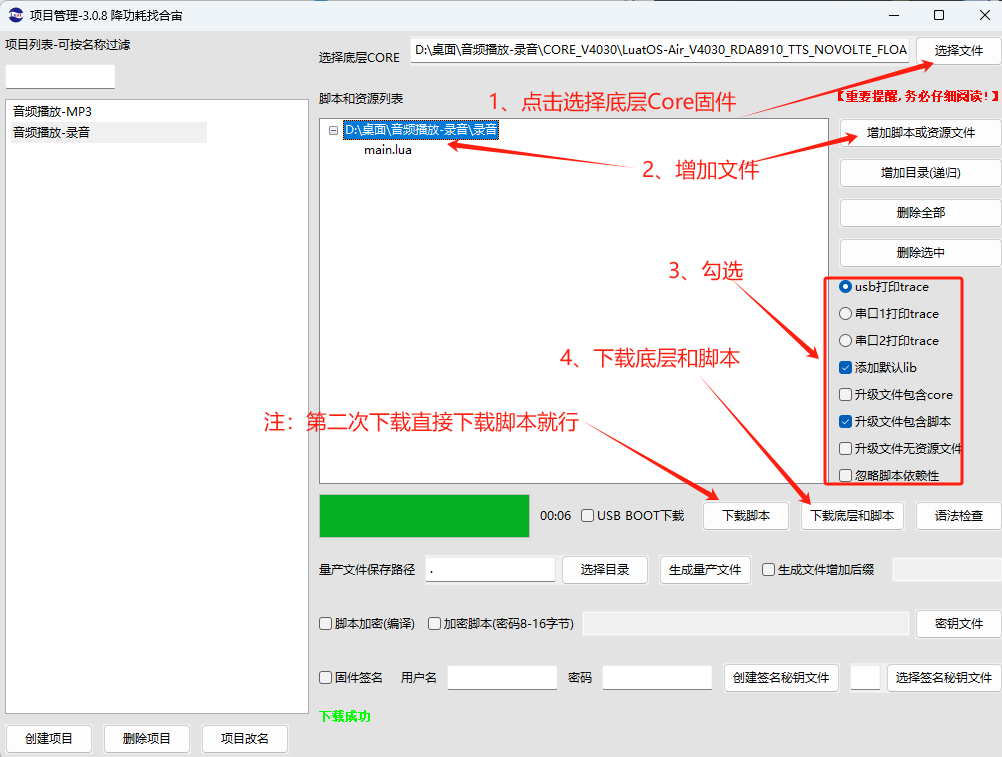 项目管理-3.0.8 降功耗找合宙
项目列表-可按名称过滤
选择底层CORE
D:\桌面\音频播放-录音\CORE_V4030\LuatOS-Air_V4030_RDA8910_TTS_NOVOLTE_FLOA
选择文件
脚本和资源列表
1、点击选择底层Core固件
【重要提醒,务必仔细阅读!】
音频播放-MP3
音频播放-录音
D:\桌面\音频播放-录音\录音
main.lua
2、增加文件
增加脚本或资源文件
增加目录(递归)
删除全部
删除选中
3、勾选
usb打印trace
串口1打印trace
串口2打印trace
添加默认lib
升级文件包含core
升级文件包含脚本
升级文件无资源文件
忽略脚本依赖性
4、下载底层和脚本
注：第二次下载直接下载脚本就行
00:06
USB BOOT下载
下载脚本
下载底层和脚本
语法检查
量产文件保存路径
.
选择目录
生成量产文件
生成文件增加后缀
脚本加密(编译)
加密脚本(密码8-16字节)
密钥文件
固件签名
用户名
密码
创建签名秘钥文件
选择签名秘钥文件
下载成功
创建项目
删除项目
项目改名